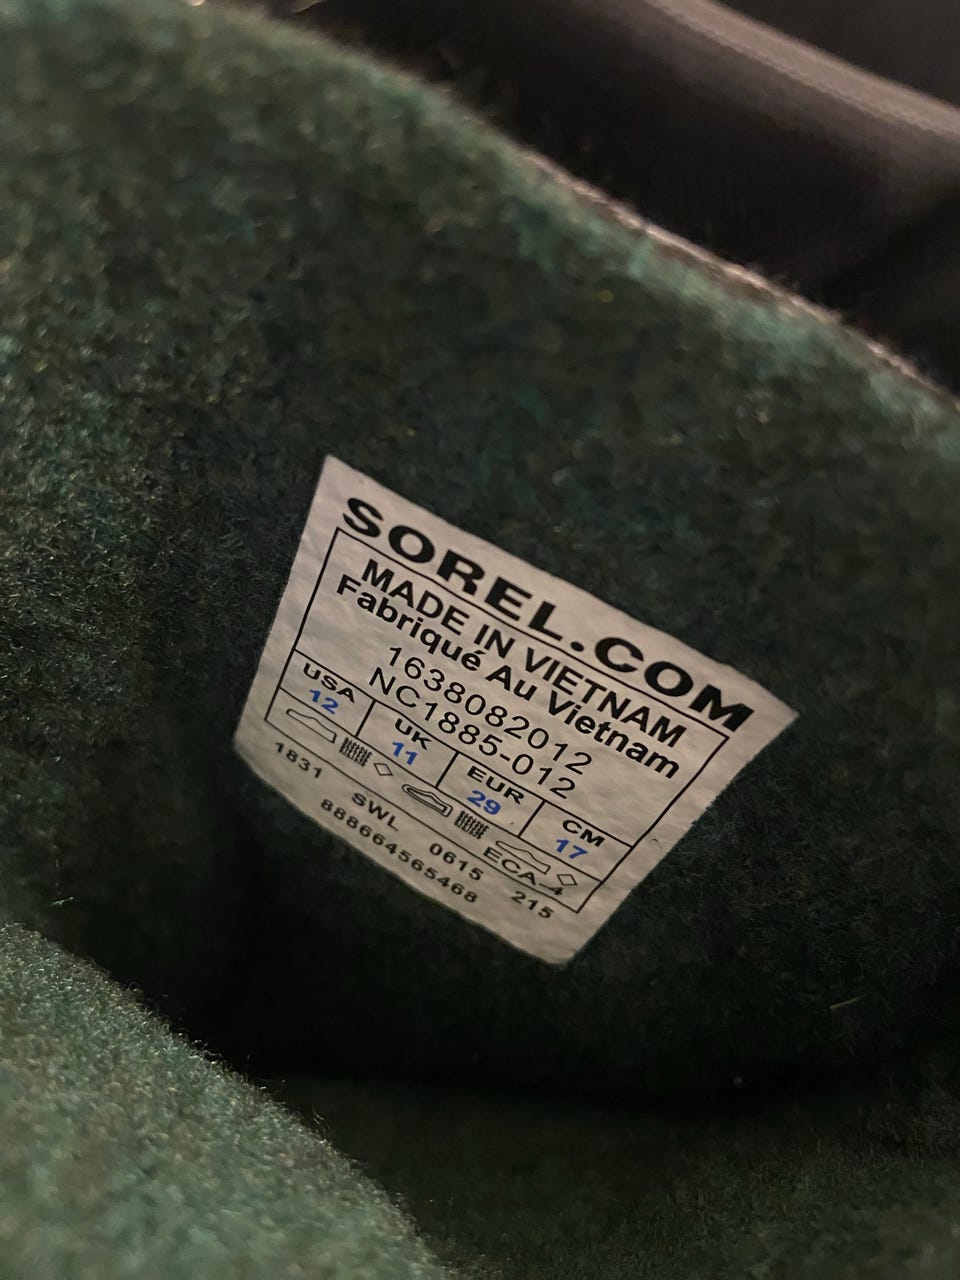 SOREL.COM
MADE IN VIETNAM
Fabriqué Au Vietnam
1638082012
NC1885-012
USA UK EUR CM
12 11 29 17
1831 SWL 0615 ECA-4
888664565468 215